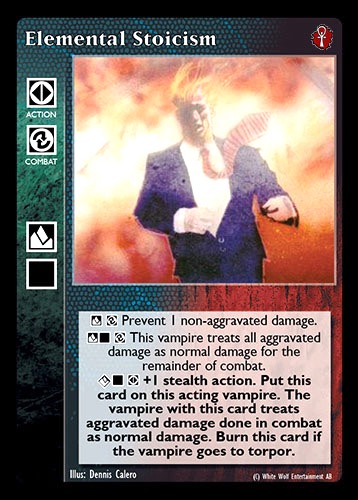 Elemental Stoicism
ACTION
COMBAT
Prevent 1 non-aggravated damage.
This vampire treats all aggravated
damage as normal damage for the
remainder of combat.
+1 stealth action. Put this
card on this acting vampire. The
vampire with this card treats
aggravated damage done in combat
as normal damage. Burn this card if
the vampire goes to torpor.
Illus: Dennis Calero
(C) White Wolf Entertainment AB